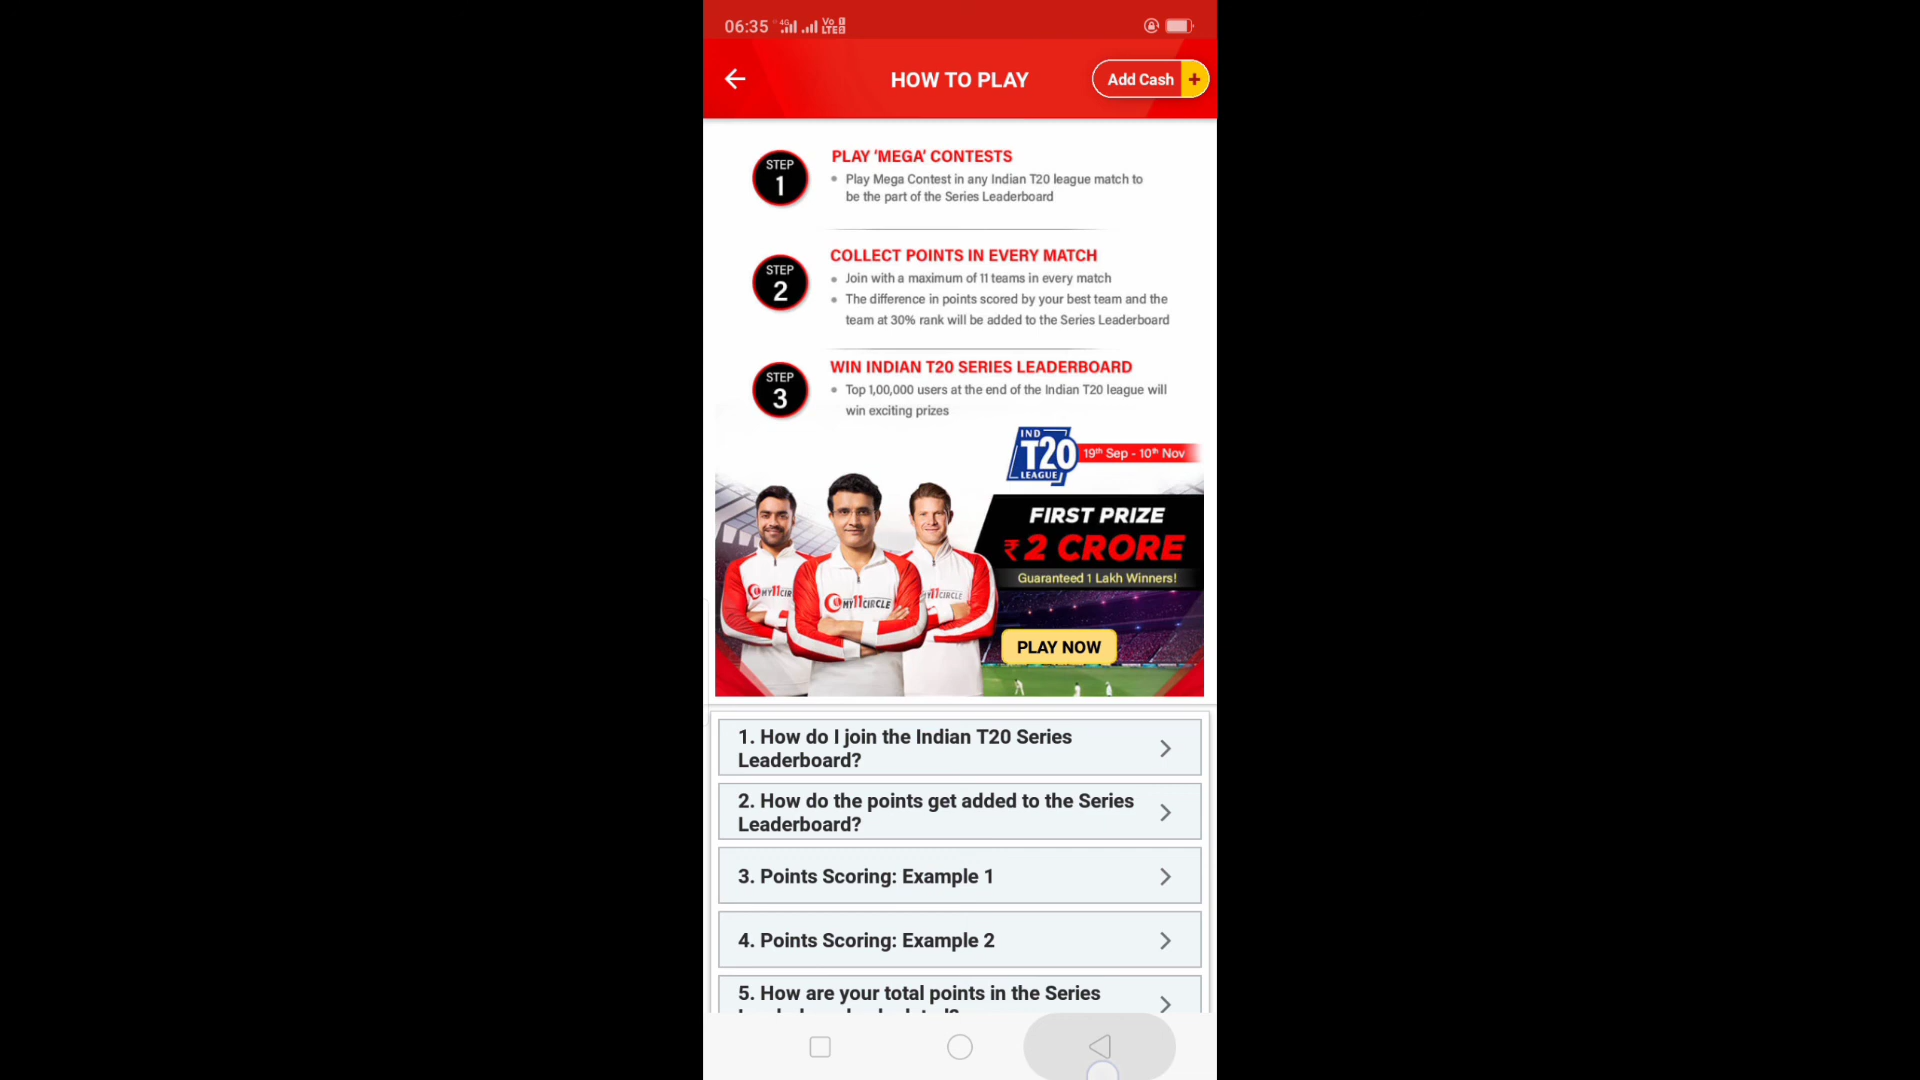 06:35 4G Vo LTE
HOW TO PLAY
Add Cash +
STEP 1
PLAY ‘MEGA’ CONTESTS
• Play Mega Contest in any Indian T20 league match to
be the part of the Series Leaderboard
STEP 2
COLLECT POINTS IN EVERY MATCH
• Join with a maximum of 11 teams in every match
• The difference in points scored by your best team and the
team at 30% rank will be added to the Series Leaderboard
STEP 3
WIN INDIAN T20 SERIES LEADERBOARD
• Top 1,00,000 users at the end of the Indian T20 league will
win exciting prizes
IND
T20
LEAGUE
19th Sep - 10th Nov
FIRST PRIZE
₹2 CRORE
Guaranteed 1 Lakh Winners!
MY11CIR
MY11CIRCLE
MY11CIRCLE
PLAY NOW
1. How do I join the Indian T20 Series
Leaderboard?
2. How do the points get added to the Series
Leaderboard?
3. Points Scoring: Example 1
4. Points Scoring: Example 2
5. How are your total points in the Series